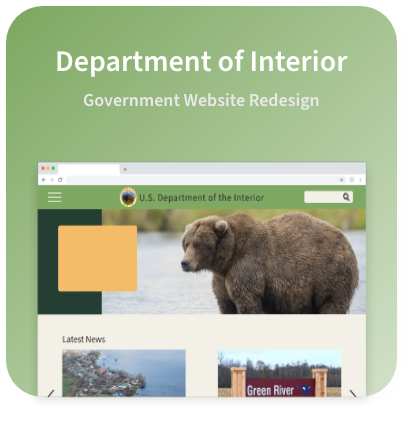 Department of Interior
Government Website Redesign
U.S. Department of the Interior
Latest News
Green River